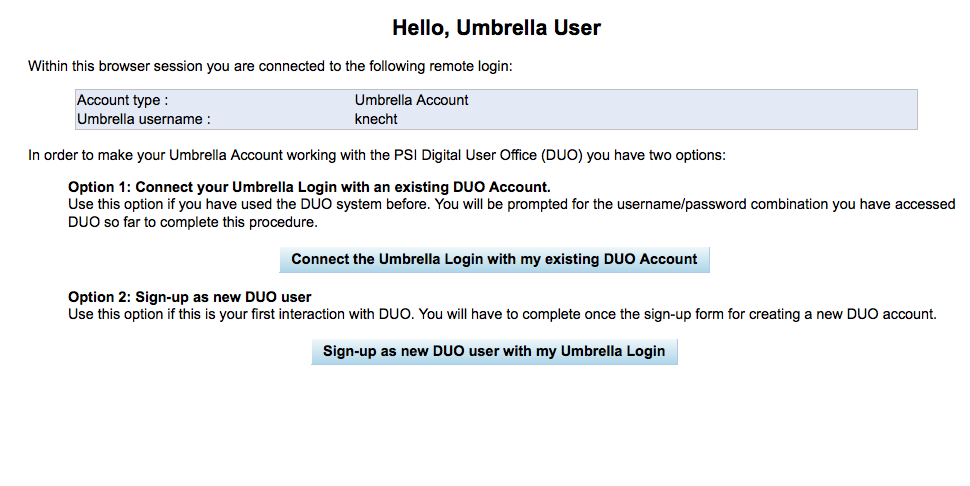 Hello, Umbrella User
Within this browser session you are connected to the following remote login:
Account type : Umbrella Account
Umbrella username : knecht
In order to make your Umbrella Account working with the PSI Digital User Office (DUO) you have two options:
Option 1: Connect your Umbrella Login with an existing DUO Account.
Use this option if you have used the DUO system before. You will be prompted for the username/password combination you have accessed
DUO so far to complete this procedure.
Connect the Umbrella Login with my existing DUO Account
Option 2: Sign-up as new DUO user
Use this option if this is your first interaction with DUO. You will have to complete once the sign-up form for creating a new DUO account.
Sign-up as new DUO user with my Umbrella Login